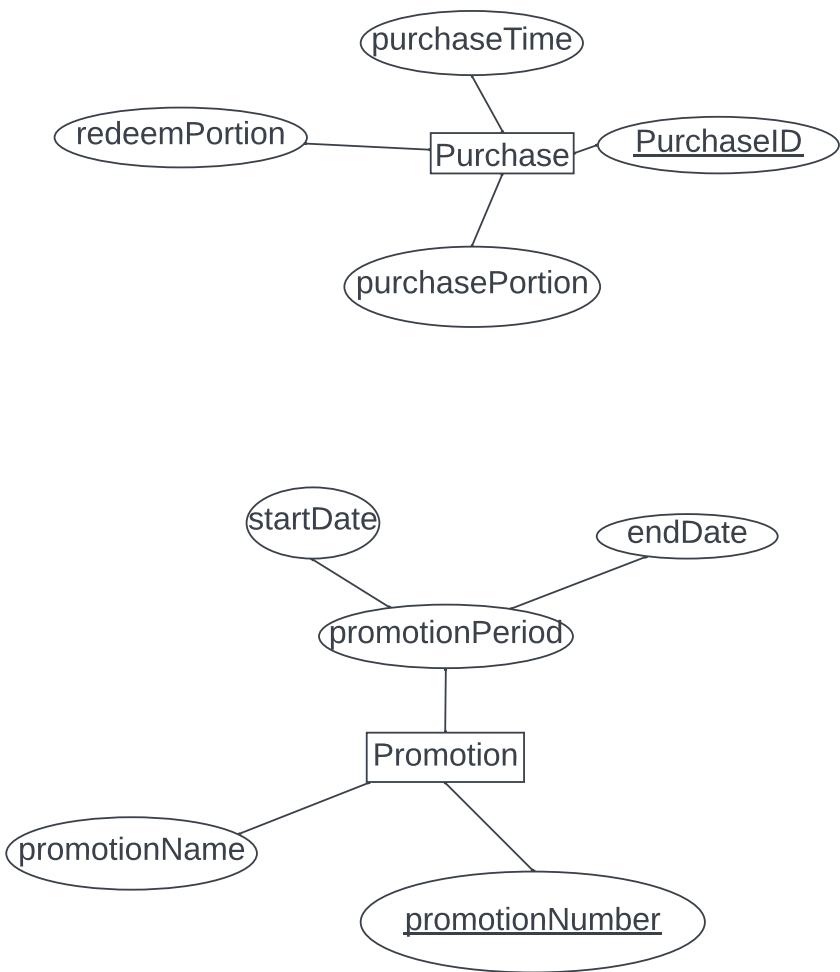 purchaseTime
redeemPortion
Purchase
PurchaseID
purchasePortion
startDate
endDate
promotionPeriod
Promotion
promotionName
promotionNumber